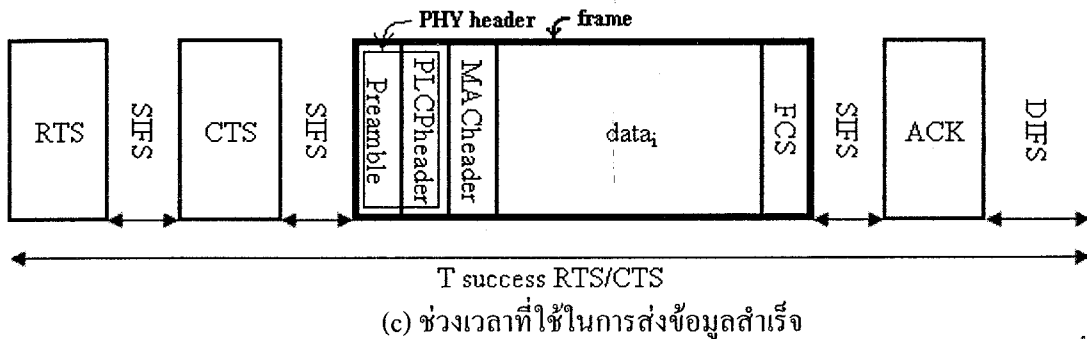 PHY header
frame
RTS
SIFS
CTS
SIFS
Preamble
PLCPheader
MACheader
dataᵢ
FCS
SIFS
ACK
DIFS
T success RTS/CTS
(c) ช่วงเวลาที่ใช้ในการส่งข้อมูลสำเร็จ